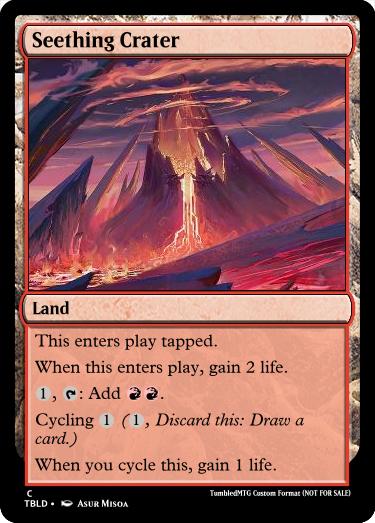 Seething Crater
Land
This enters play tapped.
When this enters play, gain 2 life.
1, : Add .
Cycling 1 (1, Discard this: Draw a
card.)
When you cycle this, gain 1 life.
C
TBLD • Asur Misoa
TumbledMTG Custom Format (NOT FOR SALE)